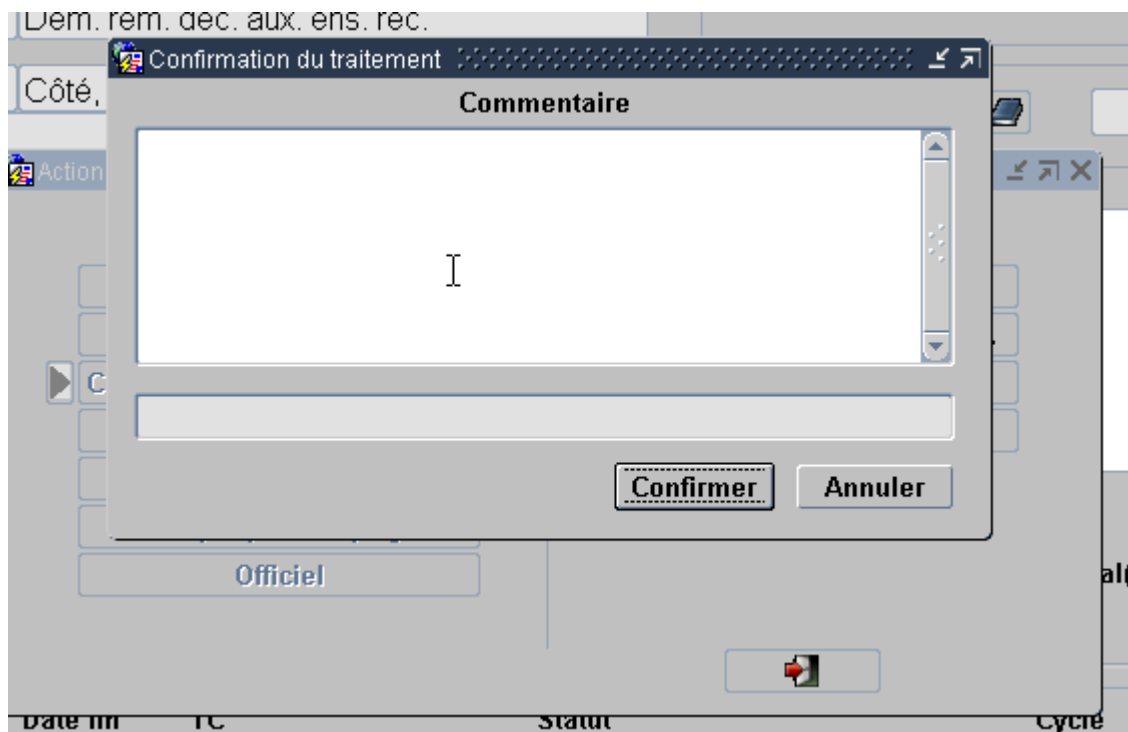 Dem. rem. déc. aux. ens. rec.
Confirmation du traitement
Côté,
Commentaire
Action
C
Confirmer
Annuler
Officiel
Date fin
TC
Statut
Cycle